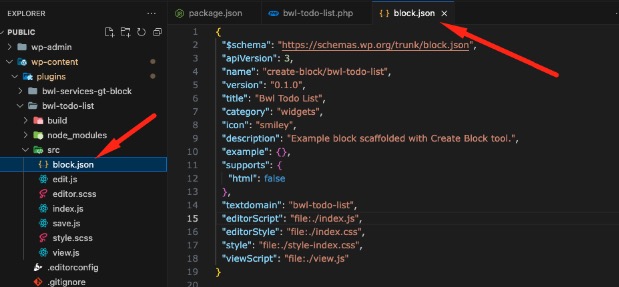 EXPLORER
...
PUBLIC
wp-admin
wp-content
plugins
bwl-services-gt-block
bwl-todo-list
build
node_modules
src
{ } block.json
edit.js
editor.scss
index.js
save.js
style.scss
view.js
.editorconfig
.gitignore
package.json
bwl-todo-list.php
{ } block.json ×
1 {
2 "$schema": "https://schemas.wp.org/trunk/block.json",
3 "apiVersion": 3,
4 "name": "create-block/bwl-todo-list",
5 "version": "0.1.0",
6 "title": "Bwl Todo List",
7 "category": "widgets",
8 "icon": "smiley",
9 "description": "Example block scaffolded with Create Block tool.",
10 "example": {},
11 "supports": {
12 "html": false
13 },
14 "textdomain": "bwl-todo-list",
15 "editorScript": "file:./index.js",
16 "editorStyle": "file:./index.css",
17 "style": "file:./style-index.css",
18 "viewScript": "file:./view.js"
19 }
20